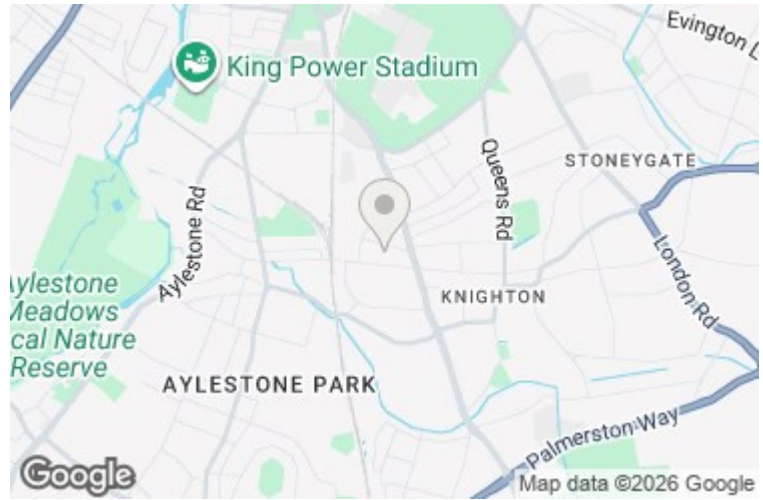 Evington L
King Power Stadium
STONEYGATE
Queens Rd
Aylestone Rd
London Rd
KNIGHTON
Aylestone
Meadows
cal Nature
Reserve
AYLESTONE PARK
Palmerston Way
Google
Map data ©2026 Google